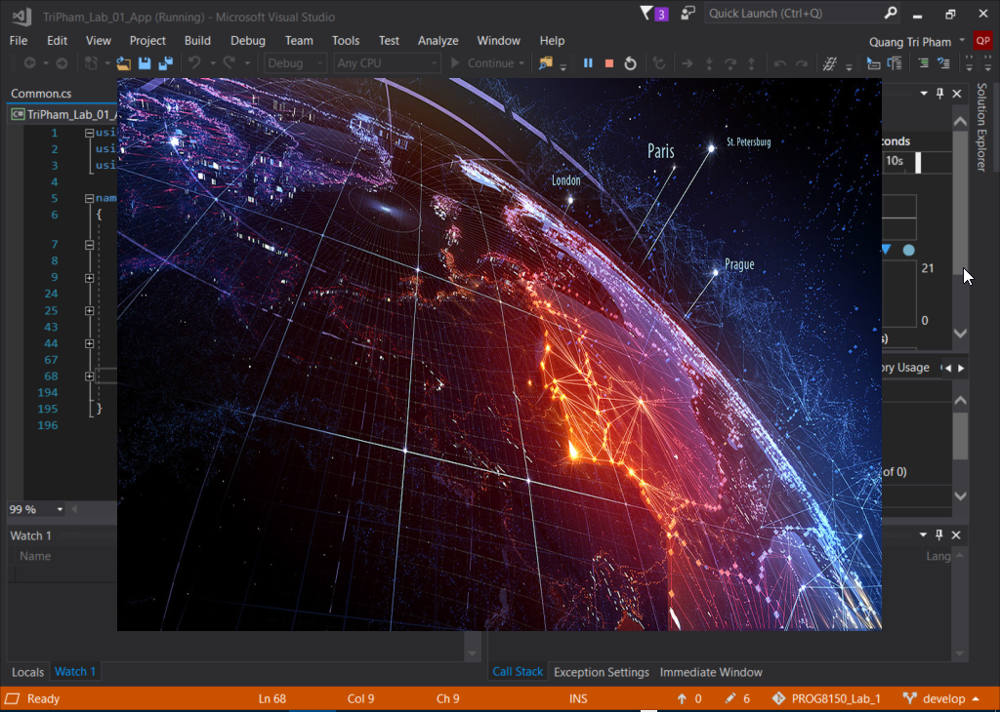 TriPham_Lab_01_App (Running) - Microsoft Visual Studio
3
Quick Launch (Ctrl+Q)
File Edit View Project Build Debug Team Tools Test Analyze Window Help
Quang Tri Pham
QP
Debug
Any CPU
Continue
Common.cs
C# TriPham_Lab_01_
1 usi
2 usi
3 usi
4
5 nam
6 {
7
8
9
24
25
43
44
67
68
194
195 }
196
99 %
Paris
St. Petersburg
London
Prague
conds
10s
21
0
s)
ory Usage
of 0)
Solution Explorer
Watch 1
Name
Lang
Locals Watch 1
Call Stack Exception Settings Immediate Window
Ready Ln 68 Col 9 Ch 9 INS 0 6 PROG8150_Lab_1 develop